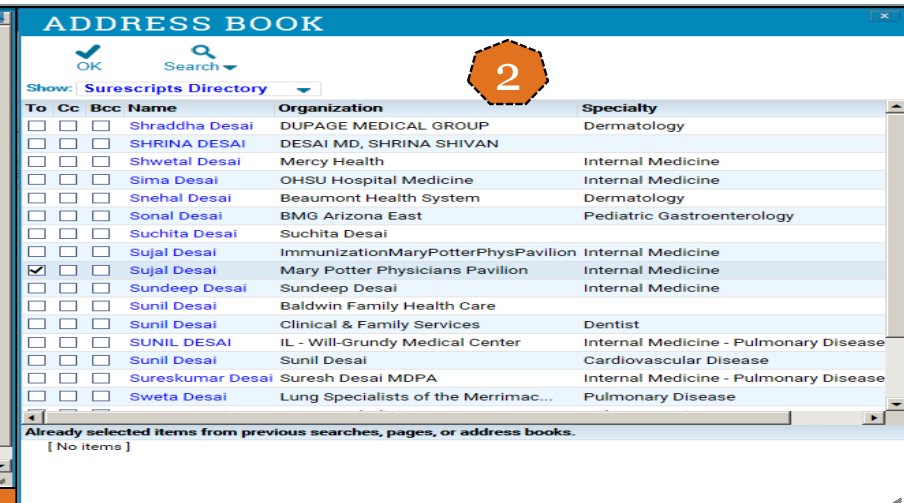 ADDRESS BOOK
OK Search
2
Show: Surescripts Directory
To Cc Bcc Name Organization Specialty
Shraddha Desai DUPAGE MEDICAL GROUP Dermatology
SHRINA DESAI DESAI MD, SHRINA SHIVAN
Shwetal Desai Mercy Health Internal Medicine
Sima Desai OHSU Hospital Medicine Internal Medicine
Snehal Desai Beaumont Health System Dermatology
Sonal Desai BMG Arizona East Pediatric Gastroenterology
Suchita Desai Suchita Desai
Sujal Desai ImmunizationMaryPotterPhysPavilion Internal Medicine
Sujal Desai Mary Potter Physicians Pavilion Internal Medicine
Sundeep Desai Sundeep Desai Internal Medicine
Sunil Desai Baldwin Family Health Care
Sunil Desai Clinical & Family Services Dentist
SUNIL DESAI IL - Will-Grundy Medical Center Internal Medicine - Pulmonary Disease
Sunil Desai Sunil Desai Cardiovascular Disease
Sureskumar Desai Suresh Desai MDPA Internal Medicine - Pulmonary Disease
Sweta Desai Lung Specialists of the Merrimac... Pulmonary Disease
Already selected items from previous searches, pages, or address books.
[ No items ]